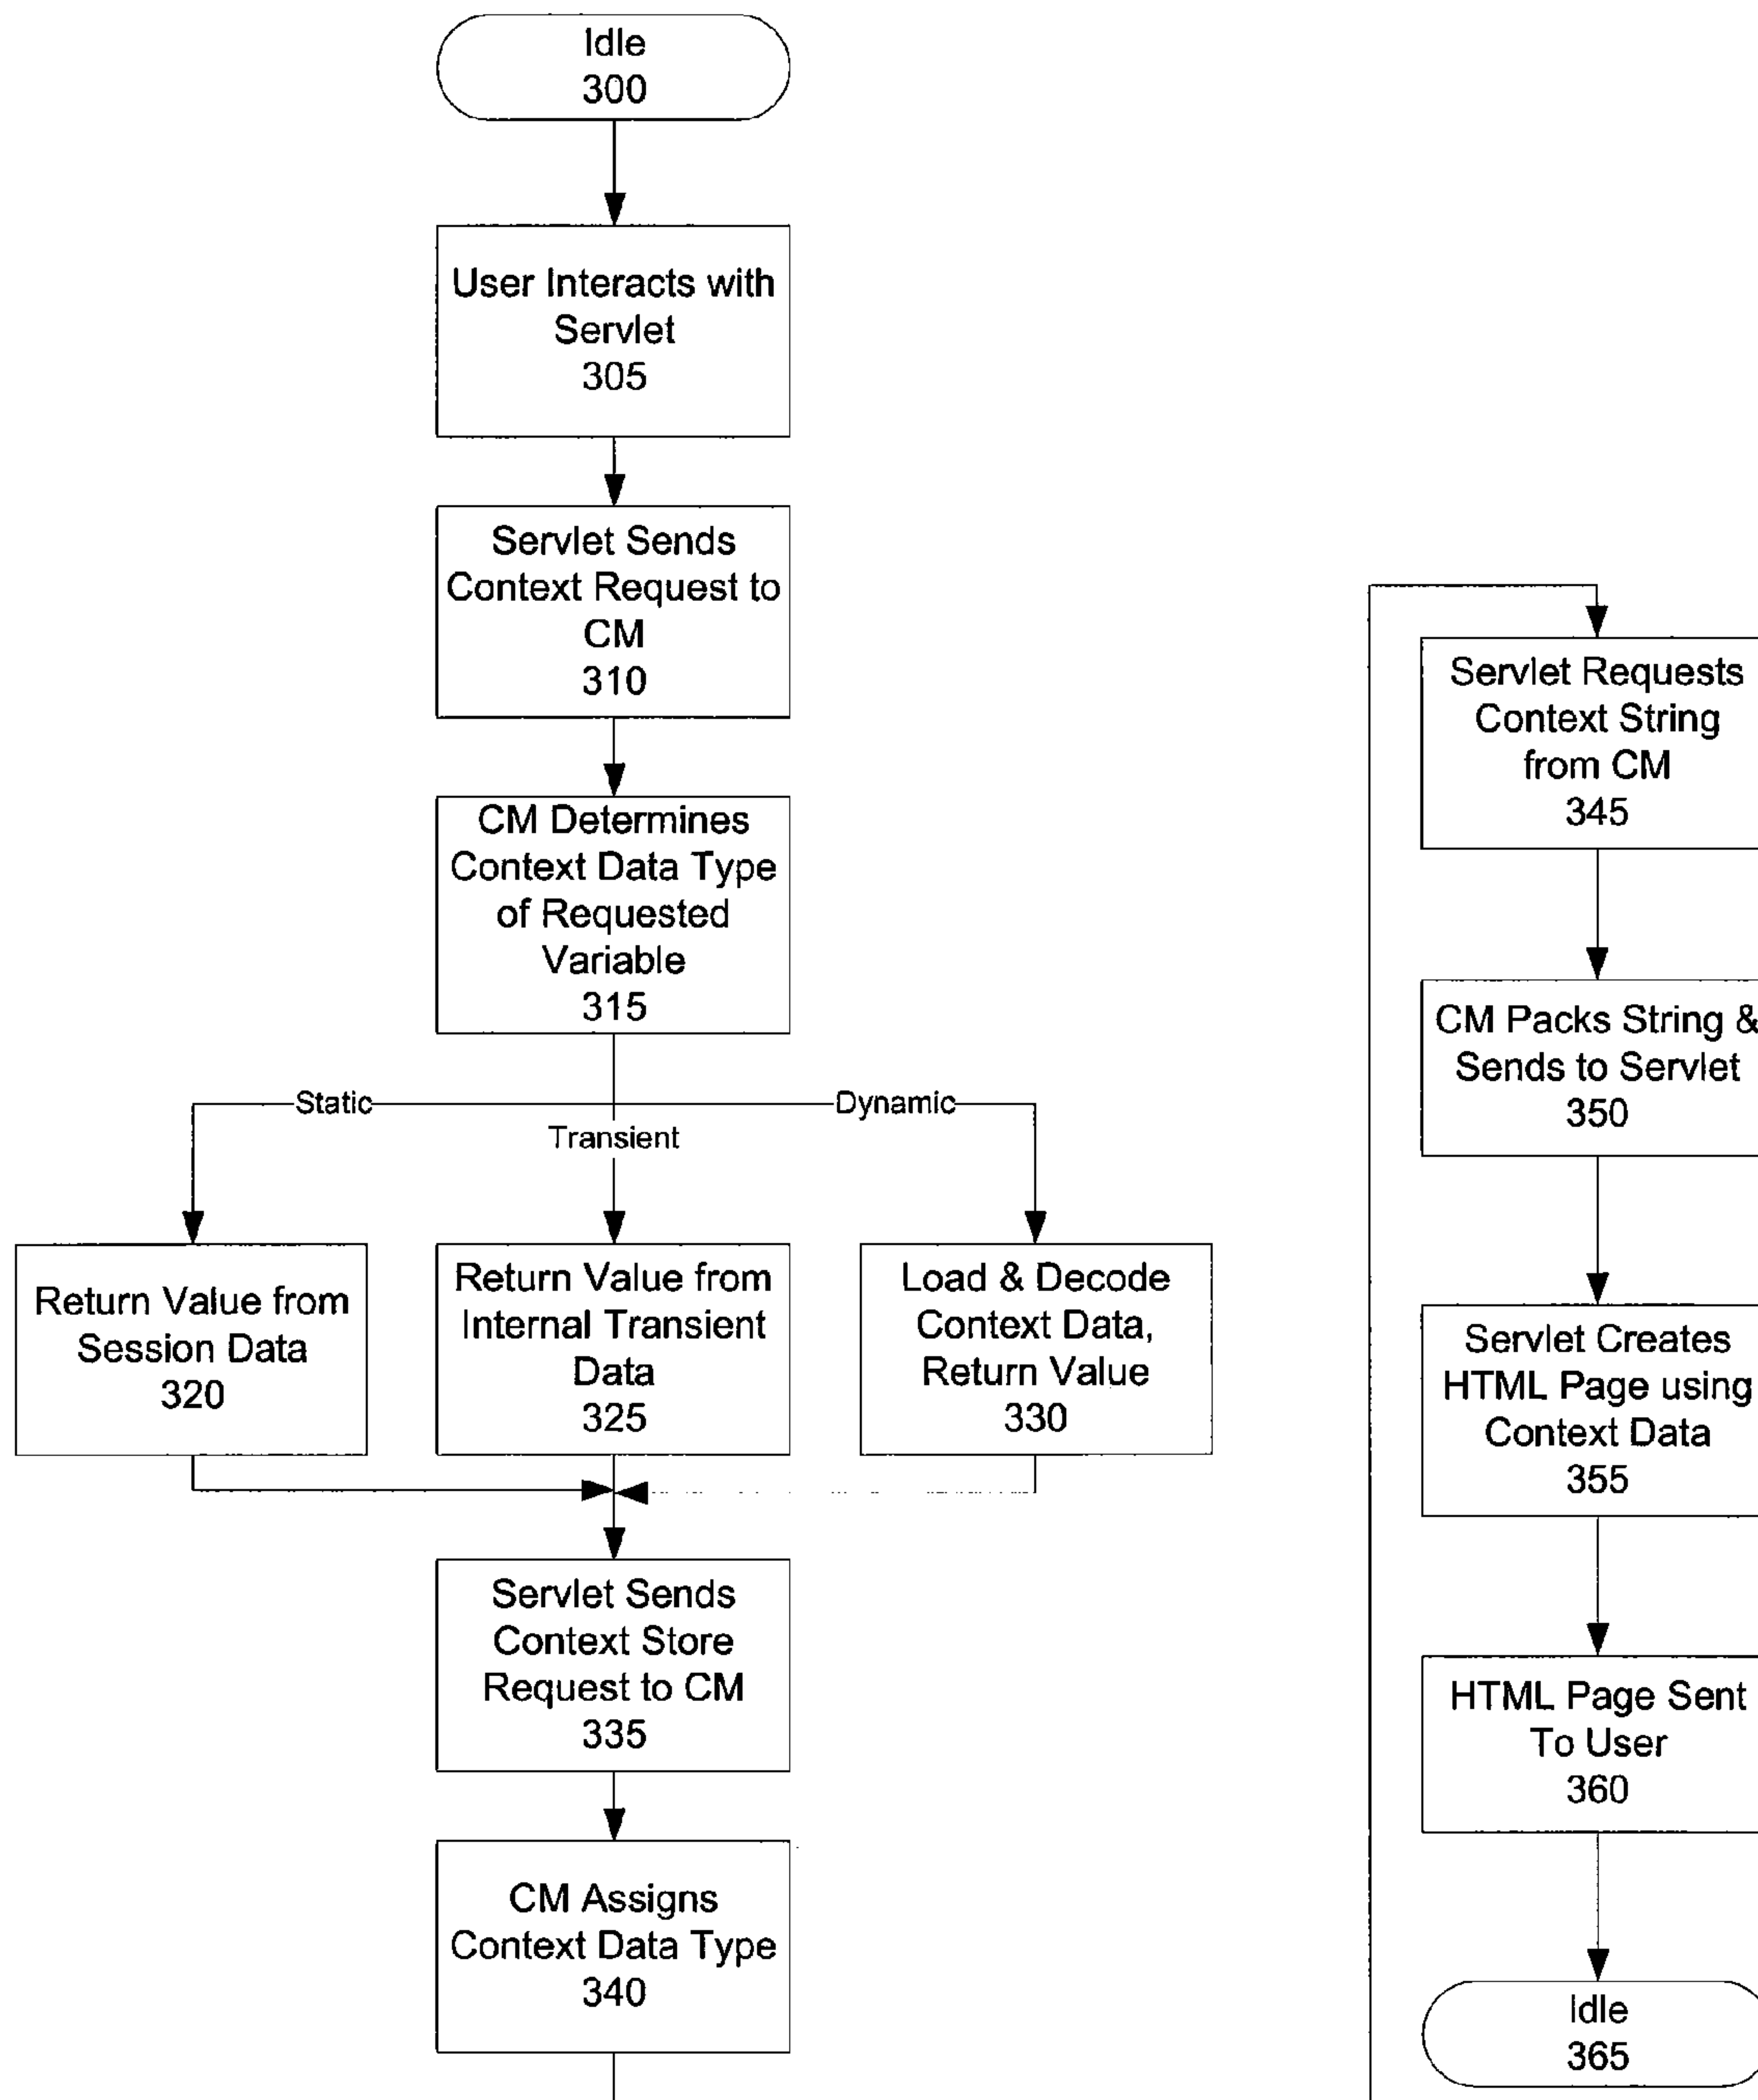 Idle
300
User Interacts with
Servlet
305
Servlet Sends
Context Request to
CM
310
CM Determines
Context Data Type
of Requested
Variable
315
Static
Transient
Dynamic
Return Value from
Session Data
320
Return Value from
Internal Transient
Data
325
Load & Decode
Context Data,
Return Value
330
Servlet Sends
Context Store
Request to CM
335
CM Assigns
Context Data Type
340
Servlet Requests
Context String
from CM
345
CM Packs String &
Sends to Servlet
350
Servlet Creates
HTML Page using
Context Data
355
HTML Page Sent
To User
360
Idle
365